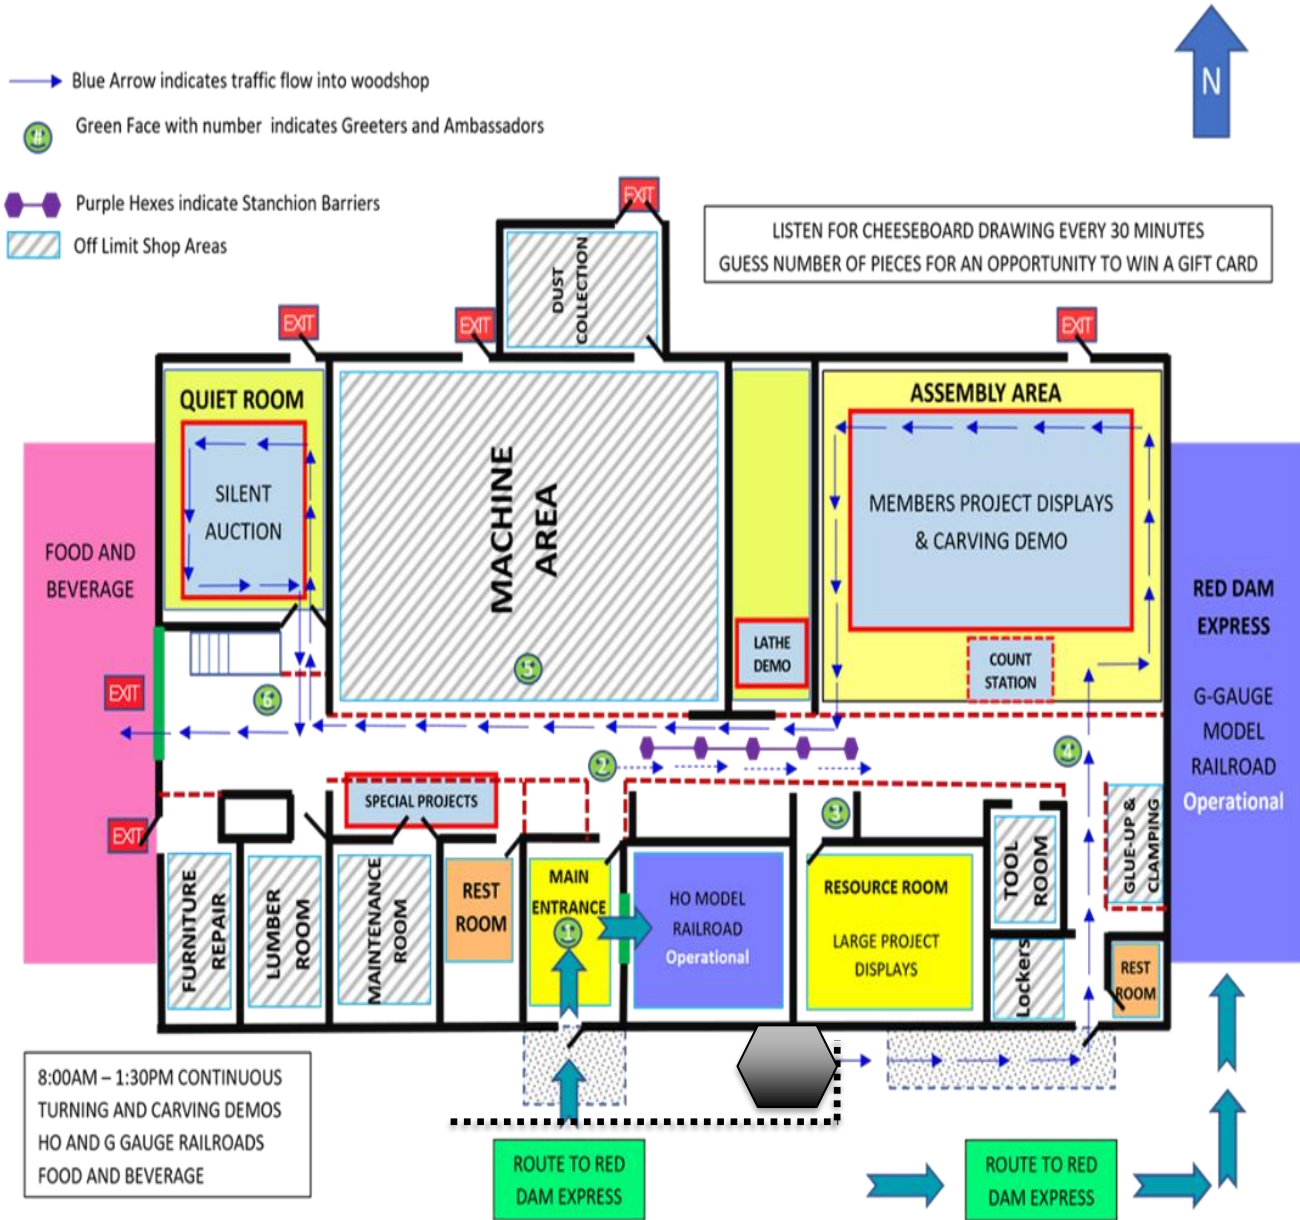 N
Blue Arrow indicates traffic flow into woodshop
#
Green Face with number indicates Greeters and Ambassadors
Purple Hexes indicate Stanchion Barriers
Off Limit Shop Areas
EXIT
LISTEN FOR CHEESEBOARD DRAWING EVERY 30 MINUTES
GUESS NUMBER OF PIECES FOR AN OPPORTUNITY TO WIN A GIFT CARD
DUST
COLLECTION
EXIT
EXIT
EXIT
QUIET ROOM
SILENT
AUCTION
MACHINE
AREA
ASSEMBLY AREA
MEMBERS PROJECT DISPLAYS
& CARVING DEMO
FOOD AND
BEVERAGE
RED DAM
EXPRESS
G-GAUGE
MODEL
RAILROAD
Operational
LATHE
DEMO
COUNT
STATION
5
6
EXIT
2
4
SPECIAL PROJECTS
3
EXIT
GLUE-UP &
CLAMPING
FURNITURE
REPAIR
LUMBER
ROOM
MAINTENANCE
ROOM
REST
ROOM
MAIN
ENTRANCE
1
HO MODEL
RAILROAD
Operational
RESOURCE ROOM
LARGE PROJECT
DISPLAYS
TOOL
ROOM
Lockers
REST
ROOM
8:00AM – 1:30PM CONTINUOUS
TURNING AND CARVING DEMOS
HO AND G GAUGE RAILROADS
FOOD AND BEVERAGE
ROUTE TO RED
DAM EXPRESS
ROUTE TO RED
DAM EXPRESS